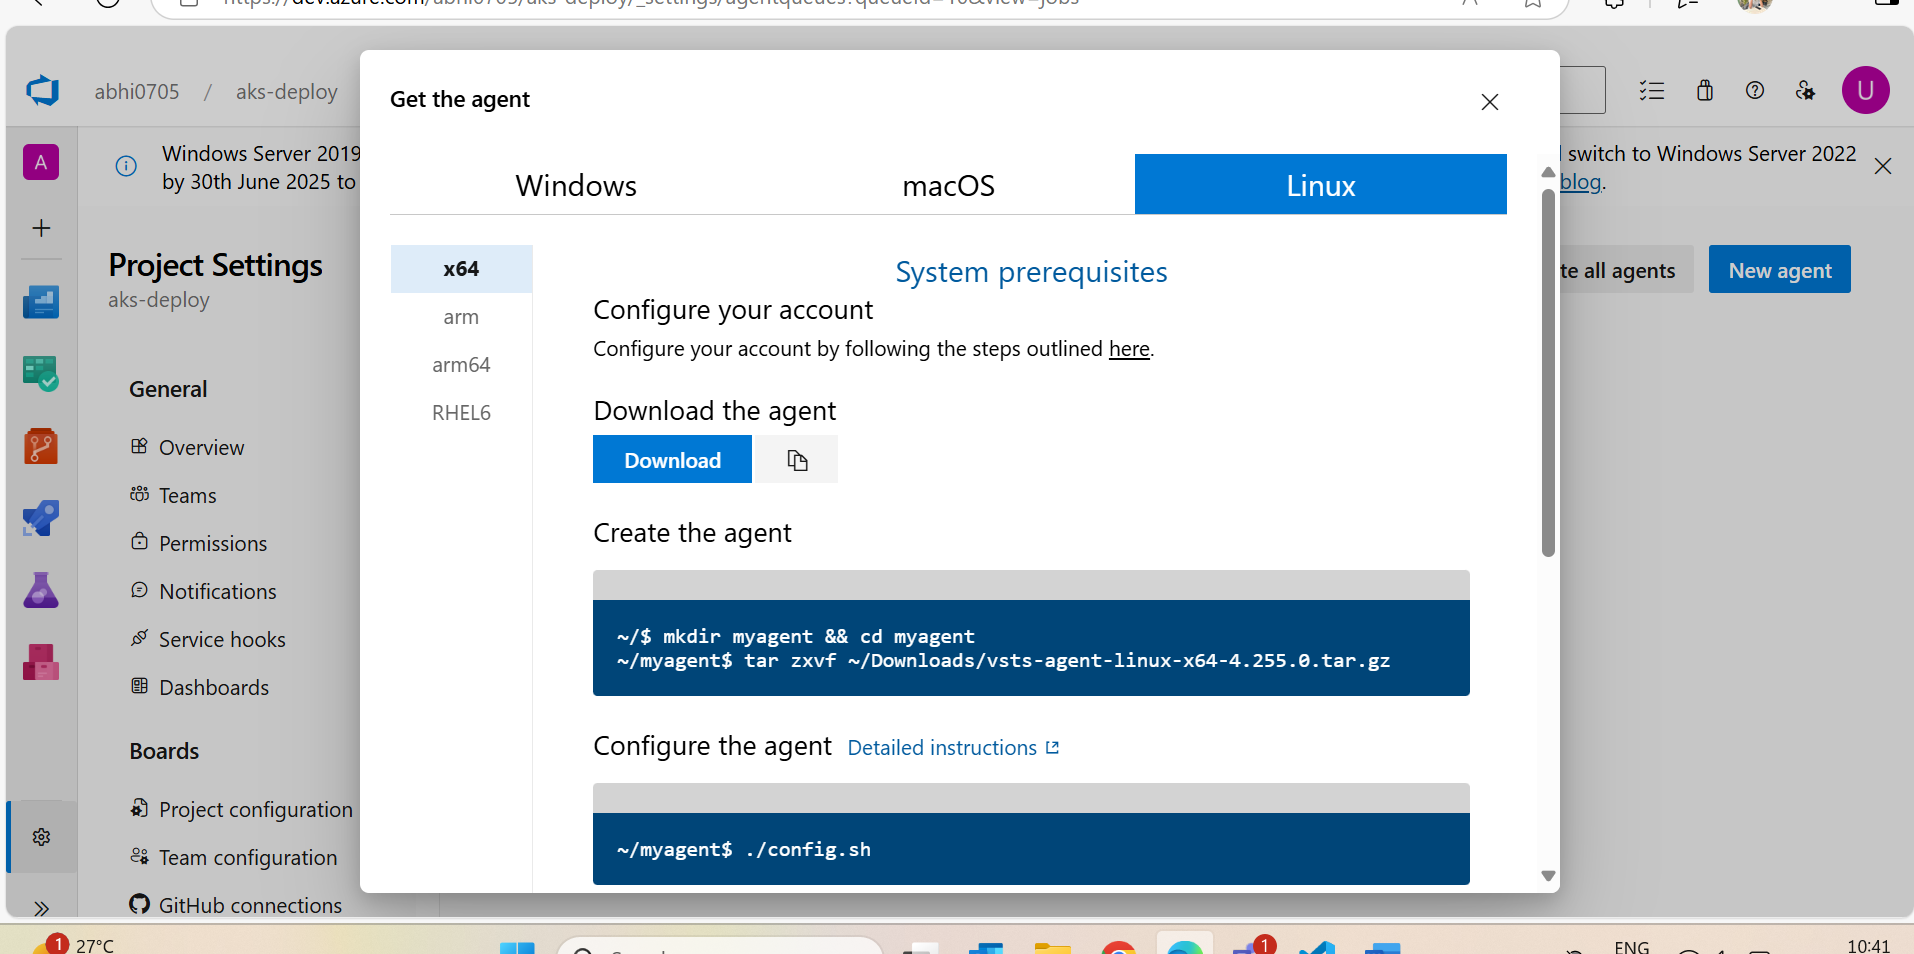 abhi0705 / aks-deploy
U
A
Windows Server 2019
by 30th June 2025 to
switch to Windows Server 2022
blog.
Project Settings
aks-deploy
te all agents
New agent
General
Overview
Teams
Permissions
Notifications
Service hooks
Dashboards
Boards
Project configuration
Team configuration
GitHub connections
Get the agent
Windows
macOS
Linux
x64
arm
arm64
RHEL6
System prerequisites
Configure your account
Configure your account by following the steps outlined here.
Download the agent
Download
Create the agent
~/$ mkdir myagent && cd myagent
~/myagent$ tar zxvf ~/Downloads/vsts-agent-linux-x64-4.255.0.tar.gz
Configure the agent Detailed instructions
~/myagent$ ./config.sh
1
27°C
1
ENG
10:41